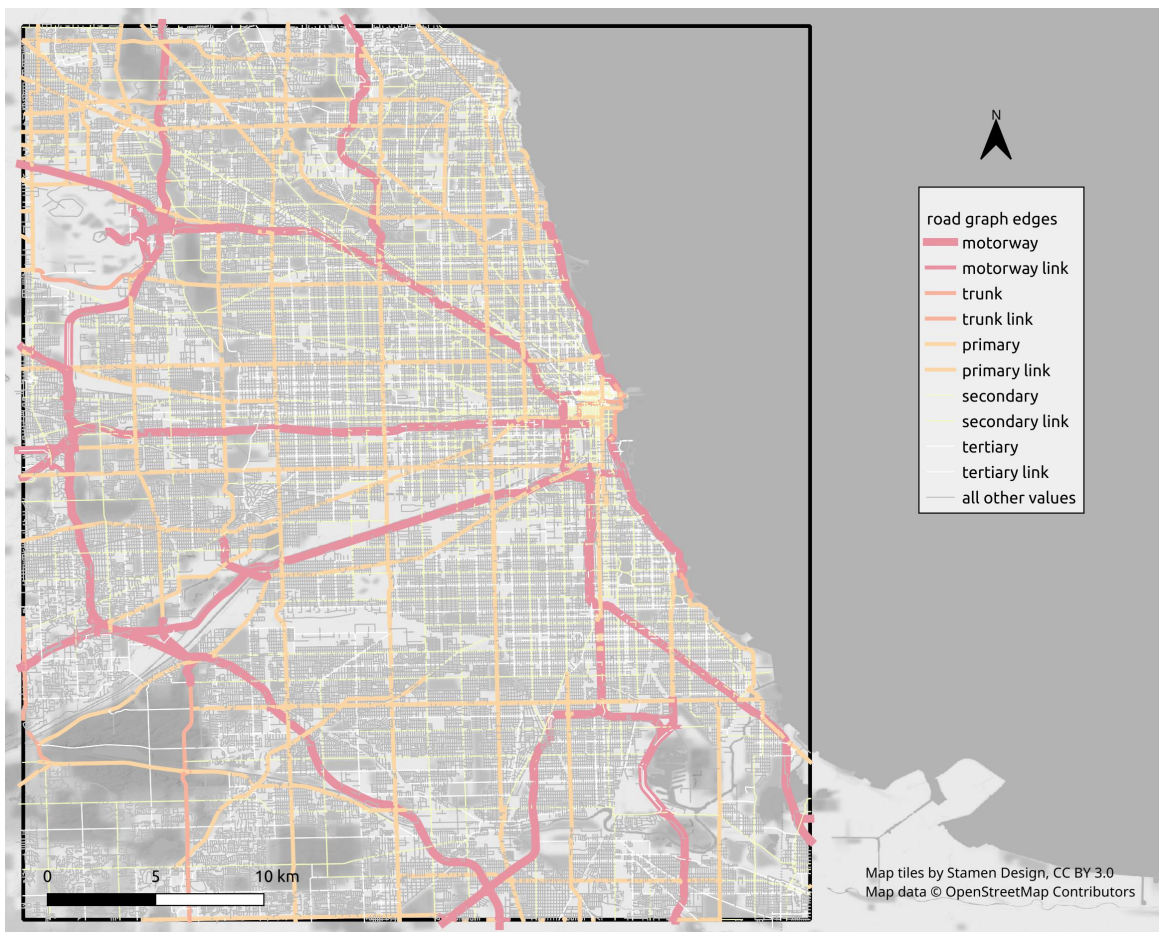 N
road graph edges
motorway
motorway link
trunk
trunk link
primary
primary link
secondary
secondary link
tertiary
tertiary link
all other values
0 5 10 km
Map tiles by Stamen Design, CC BY 3.0
Map data © OpenStreetMap Contributors